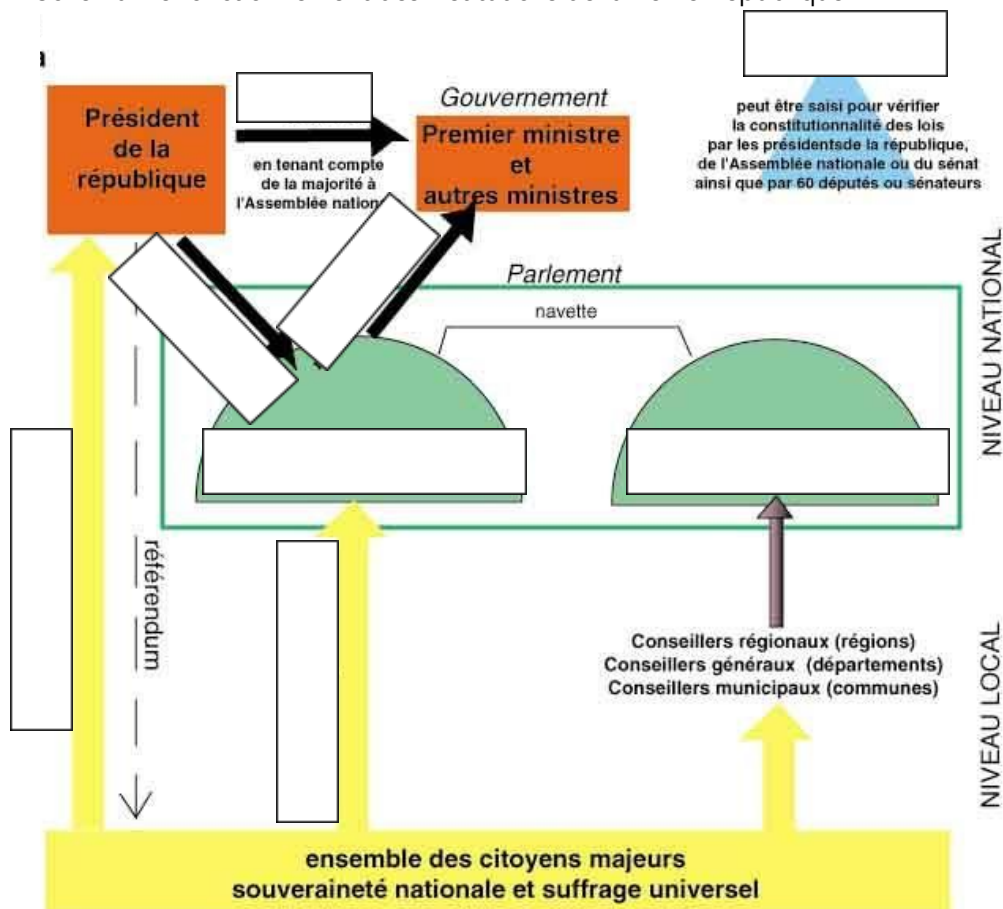 Président
de la
république
en tenant compte
de la majorité à
l'Assemblée
Gouvernement
Premier ministre
et
autres ministres
peut être saisi pour vérifier
la constitutionnalité des lois
par les présidentsde la république,
de l'Assemblée nationale ou du sénat
ainsi que par 60 députés ou sénateurs
Parlement
navette
NIVEAU NATIONAL
référendum
Conseillers régionaux (régions)
Conseillers généraux (départements)
Conseillers municipaux (communes)
NIVEAU LOCAL
ensemble des citoyens majeurs
souveraineté nationale et suffrage universel